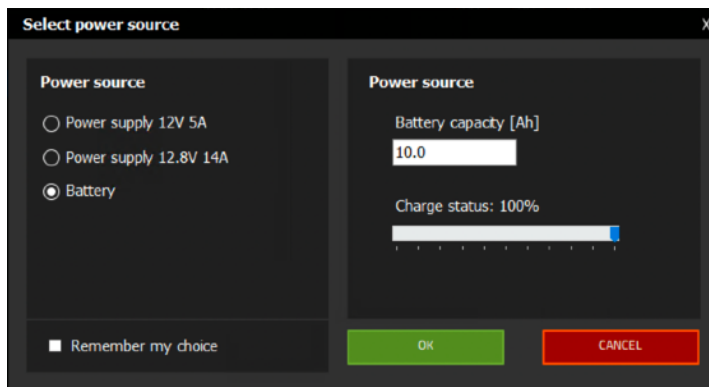 Select power source
X
Power source
Power supply 12V 5A
Power supply 12.8V 14A
Battery
Remember my choice
Power source
Battery capacity [Ah]
10.0
Charge status: 100%
OK
CANCEL